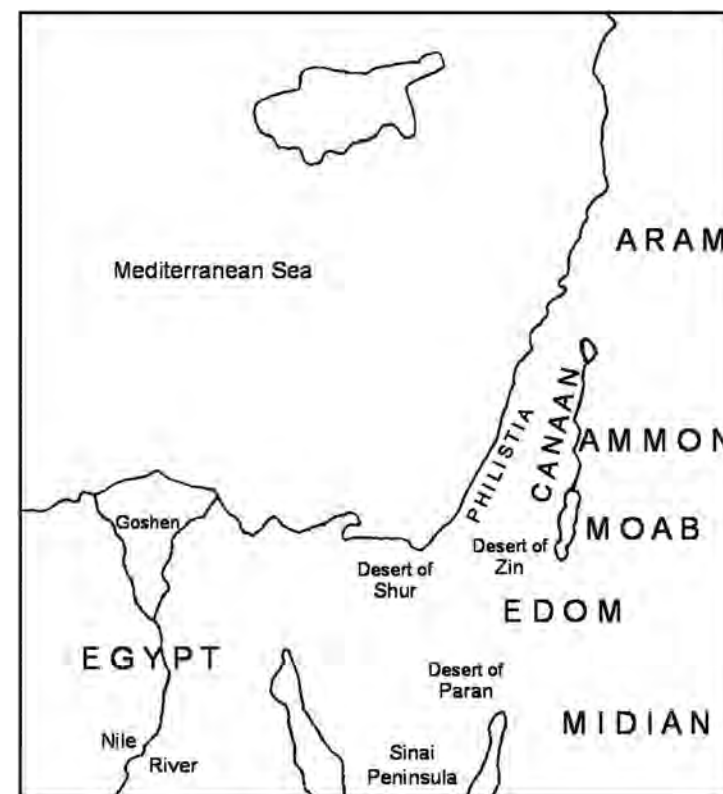 ARAM
Mediterranean Sea
PHILISTIA
CANAAN
AMMON
Goshen
MOAB
Desert of
Zin
Desert of
Shur
EDOM
EGYPT
Desert of
Paran
MIDIAN
Nile
River
Sinai
Peninsula